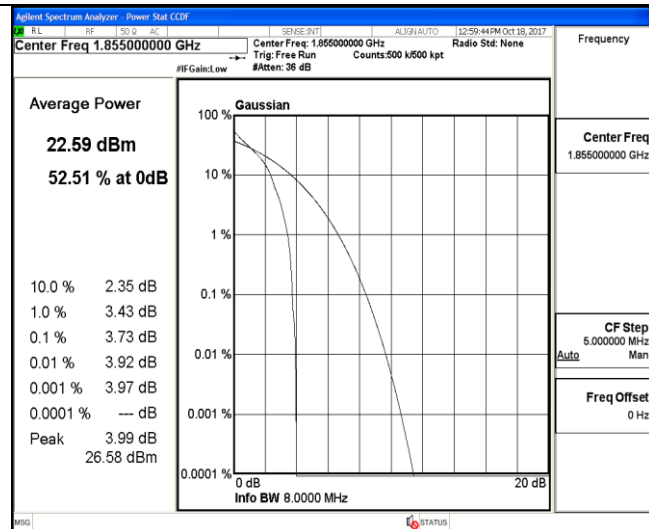 Agilent Spectrum Analyzer - Power Stat CCDF
RL RF 50 Ω AC SENSE:INT ALIGNAUTO 12:59:44 PM Oct 18, 2017
Center Freq 1.855000000 GHz
Center Freq: 1.855000000 GHz Radio Std: None
Trig: Free Run Counts:500 k/500 kpt
#IFGain:Low #Atten: 36 dB
Frequency
Average Power
22.59 dBm
52.51 % at 0dB
10.0 % 2.35 dB
1.0 % 3.43 dB
0.1 % 3.73 dB
0.01 % 3.92 dB
0.001 % 3.97 dB
0.0001 % --- dB
Peak 3.99 dB
26.58 dBm
Gaussian
100 %
10 %
1 %
0.1 %
0.01 %
0.001 %
0.0001 %
0 dB 20 dB
Info BW 8.0000 MHz
Center Freq
1.855000000 GHz
CF Step
5.000000 MHz
Auto Man
Freq Offset
0 Hz
MSG STATUS